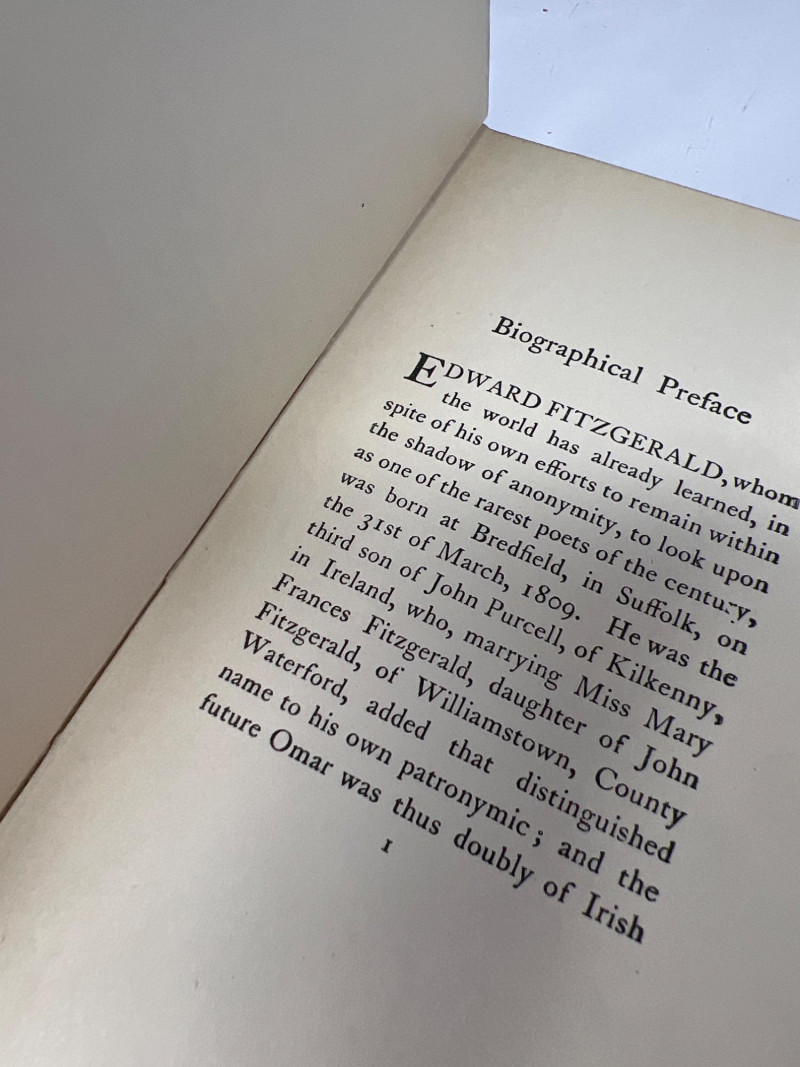 Biographical Preface
EDWARD FITZGERALD, whom
the world has already learned, in
spite of his own efforts to remain within
the shadow of anonymity, to look upon
as one of the rarest poets of the century,
was born at Bredfield, in Suffolk, on
the 31st of March, 1809. He was the
third son of John Purcell, of Kilkenny,
in Ireland, who, marrying Miss Mary
Frances Fitzgerald, daughter of John
Fitzgerald, of Williamstown, County
Waterford, added that distinguished
name to his own patronymic; and the
future Omar was thus doubly of Irish
1